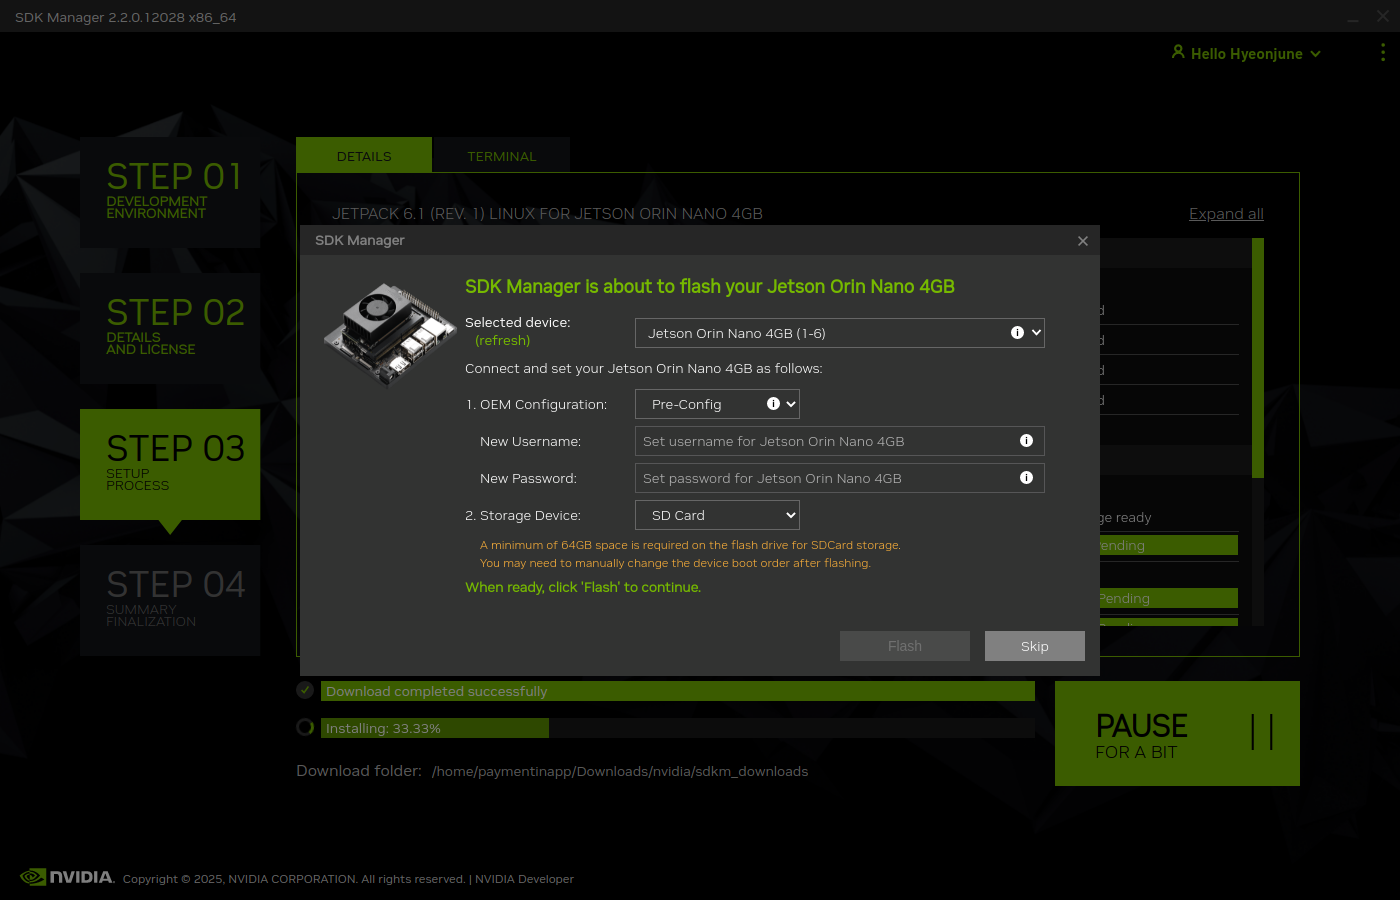 SDK Manager 2.2.0.12028 x86_64
Hello Hyeonjune
STEP 01
DEVELOPMENT
ENVIRONMENT
STEP 02
DETAILS
AND LICENSE
STEP 03
SETUP
PROCESS
STEP 04
SUMMARY
FINALIZATION
DETAILS
TERMINAL
JETPACK 6.1 (REV. 1) LINUX FOR JETSON ORIN NANO 4GB
Expand all
SDK Manager
SDK Manager is about to flash your Jetson Orin Nano 4GB
Selected device:
(refresh)
Jetson Orin Nano 4GB (1-6)
Connect and set your Jetson Orin Nano 4GB as follows:
1. OEM Configuration:
Pre-Config
New Username:
Set username for Jetson Orin Nano 4GB
New Password:
Set password for Jetson Orin Nano 4GB
2. Storage Device:
SD Card
A minimum of 64GB space is required on the flash drive for SDCard storage.
You may need to manually change the device boot order after flashing.
When ready, click 'Flash' to continue.
Flash
Skip
ready
Pending
Download completed successfully
Installing: 33.33%
Download folder: /home/paymentinapp/Downloads/nvidia/sdkm_downloads
PAUSE
FOR A BIT
NVIDIA. Copyright © 2025, NVIDIA CORPORATION. All rights reserved. | NVIDIA Developer